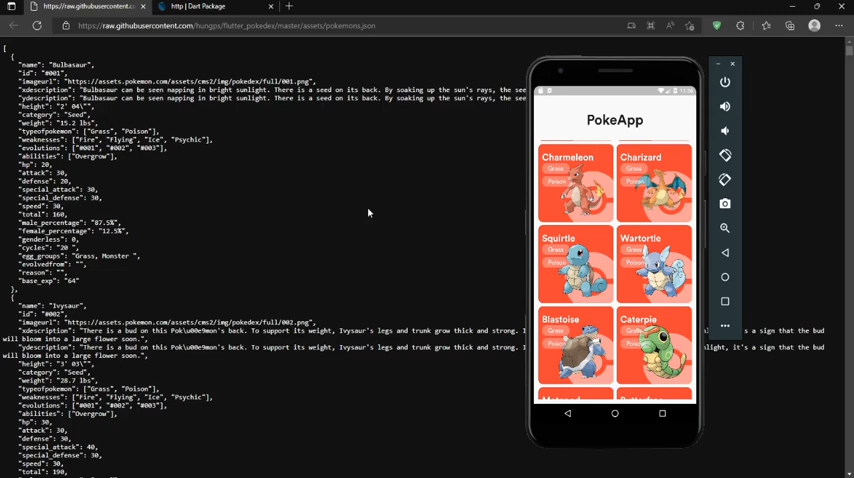 https://raw.githubusercontent.c
http | Dart Package
https://raw.githubusercontent.com/hungps/flutter_pokedex/master/assets/pokemons.json
[
{
"name": "Bulbasaur",
"id": "#001",
"imageurl": "https://assets.pokemon.com/assets/cms2/img/pokedex/full/001.png",
"xdescription": "Bulbasaur can be seen napping in bright sunlight. There is a seed on its back. By soaking up the sun's rays, the see
"ydescription": "Bulbasaur can be seen napping in bright sunlight. There is a seed on its back. By soaking up the sun's rays, the see
"height": "2' 04\"",
"category": "Seed",
"weight": "15.2 lbs",
"typeofpokemon": ["Grass", "Poison"],
"weaknesses": ["Fire", "Flying", "Ice", "Psychic"],
"evolutions": ["#001", "#002", "#003"],
"abilities": ["Overgrow"],
"hp": 20,
"attack": 30,
"defense": 20,
"special_attack": 30,
"special_defense": 30,
"speed": 30,
"total": 160,
"male_percentage": "87.5%",
"female_percentage": "12.5%",
"genderless": 0,
"cycles": "20 ",
"egg_groups": "Grass, Monster ",
"evolvedfrom": "",
"reason": "",
"base_exp": "64"
},
{
"name": "Ivysaur",
"id": "#002",
"imageurl": "https://assets.pokemon.com/assets/cms2/img/pokedex/full/002.png",
"xdescription": "There is a bud on this Pok\u00e9mon's back. To support its weight, Ivysaur's legs and trunk grow thick and strong. I
's a sign that the bud
will bloom into a large flower soon.",
"ydescription": "There is a bud on this Pok\u00e9mon's back. To support its weight, Ivysaur's legs and trunk grow thick and strong. I
nlight, it's a sign that the bud
will bloom into a large flower soon.",
"height": "3' 03\"",
"category": "Seed",
"weight": "28.7 lbs",
"typeofpokemon": ["Grass", "Poison"],
"weaknesses": ["Fire", "Flying", "Ice", "Psychic"],
"evolutions": ["#001", "#002", "#003"],
"abilities": ["Overgrow"],
"hp": 30,
"attack": 30,
"defense": 30,
"special_attack": 40,
"special_defense": 30,
"speed": 30,
"total": 190,
PokeApp
Charmeleon
Grass
Poison
Charizard
Grass
Poison
Squirtle
Grass
Poison
Wartortle
Grass
Poison
Blastoise
Grass
Poison
Caterpie
Grass
Poison